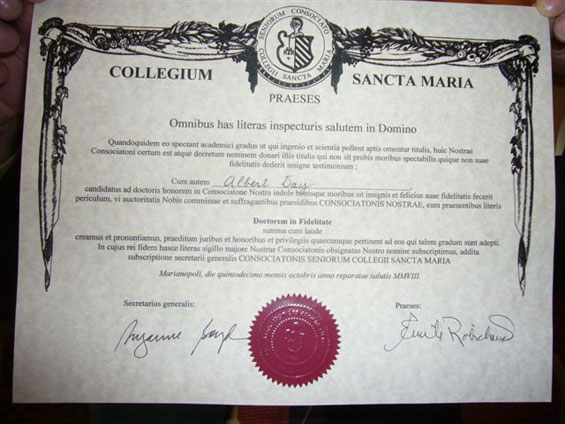 SENIORUM CONSOCIATO
COLLEGII SANCTA MARIA
COLLEGIUM SANCTA MARIA
PRAESES
Omnibus has literas inspecturis salutem in Domino
Quandoquidem eo spectant academici gradus ut qui ingenio et scientia pollent aptis omentur titulis, huic Nostrae
Consociatoni certum est atque decretum neminem donari illis titulis qui non sit probis moribus spectabilis quique non suae
fidelitatis dederit insigne testimonium :
Cum autem Albert Day
candidatus ad doctoris honorem in Consociatone Nostra indole bonisque moribus sit insignis et felicius suae fidelitatis fecerit
periculum, vi auctoritatis Nobis commissae et suffragantibus praesidibus CONSOCIATONIS NOSTRAE, eum praesentibus literis
Doctorem in Fidelitate
summa cum laude
creamus et pronuntiamus, praeditum juribus et honoribus et privilegiis quaecumque pertinent ad eos qui talem gradum sunt adepti.
In cujus rei fidem hasce literas sigillo majore Nostrae Consociatonis obsignatas Nostro nomine subscripsimus, addita
subscriptione secretarii generalis CONSOCIATONIS SENIORUM COLLEGII SANCTA MARIA
Marianopoli, die quintodecima mensis octobris anno reparatae salutis MMVIII.
Secretarius generalis: Praeses: